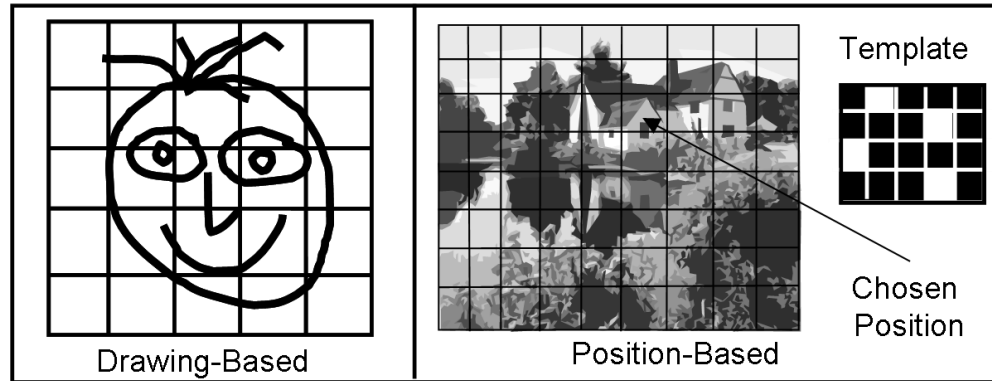 Drawing-Based
Position-Based
Template
Chosen
Position